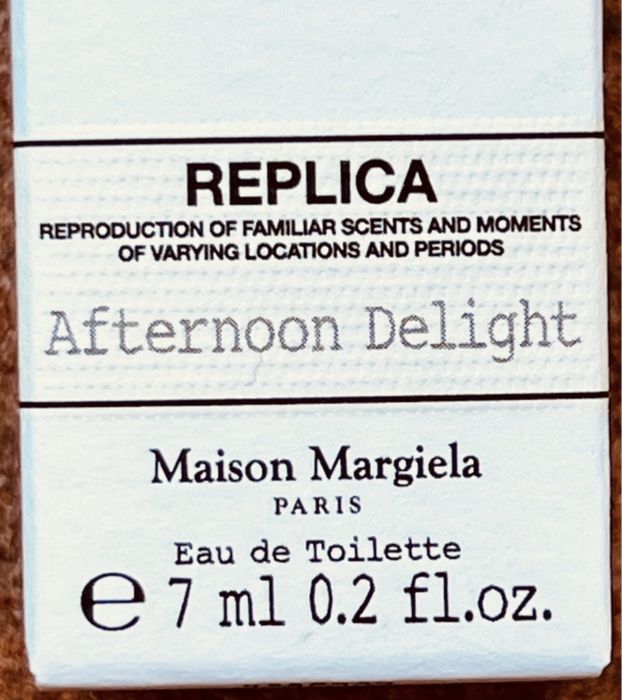 REPLICA
REPRODUCTION OF FAMILIAR SCENTS AND MOMENTS
OF VARYING LOCATIONS AND PERIODS
Afternoon Delight
Maison Margiela
PARIS
Eau de Toilette
e 7 ml 0.2 fl.oz.